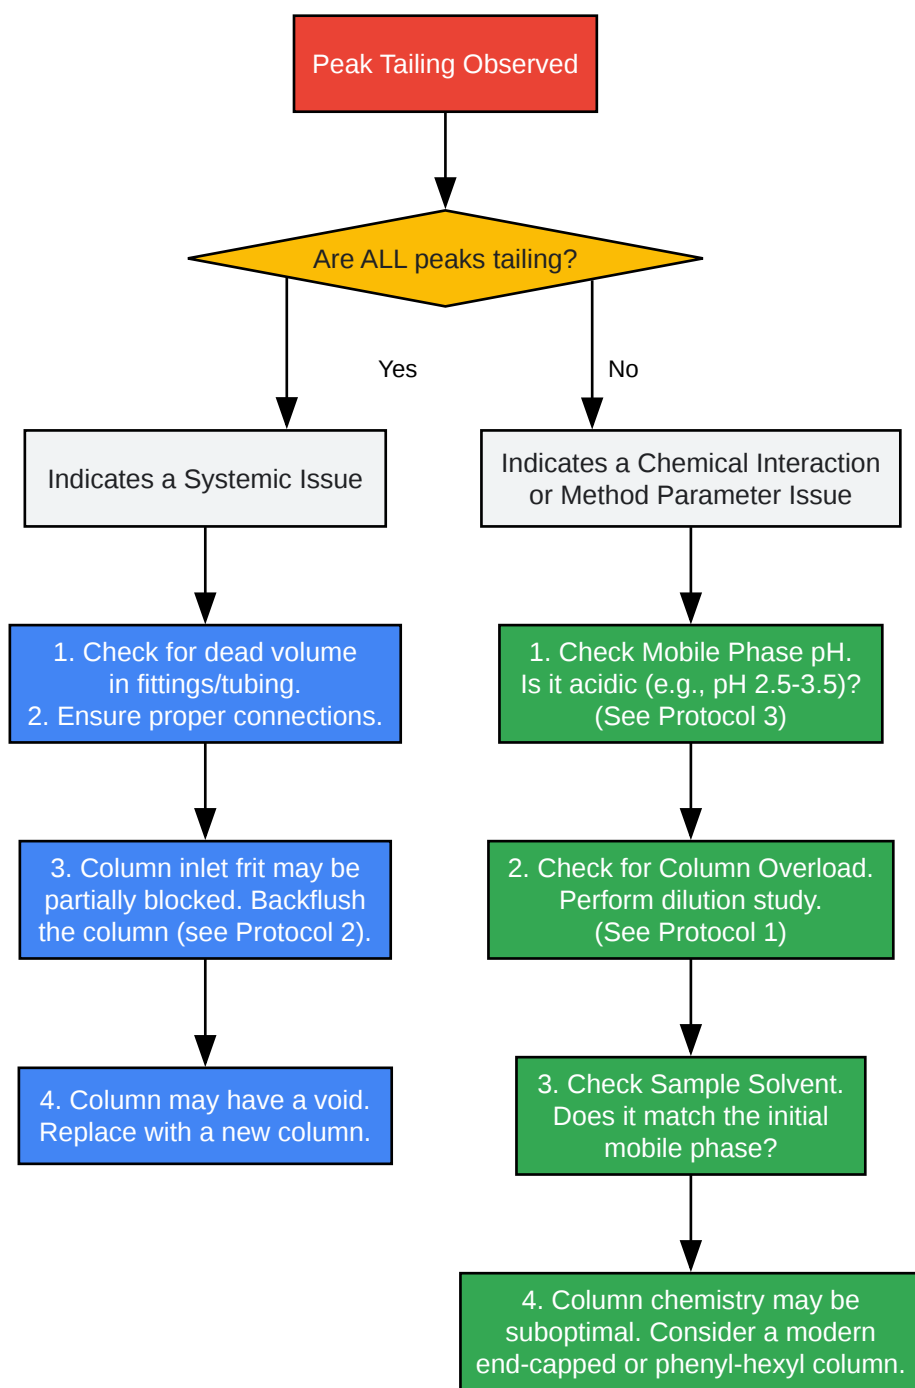 Peak Tailing Observed
Are ALL peaks tailing?
Yes
No
Indicates a Systemic Issue
Indicates a Chemical Interaction
or Method Parameter Issue
1. Check for dead volume
in fittings/tubing.
2. Ensure proper connections.
1. Check Mobile Phase pH.
Is it acidic (e.g., pH 2.5-3.5)?
(See Protocol 3)
3. Column inlet frit may be
partially blocked. Backflush
the column (see Protocol 2).
2. Check for Column Overload.
Perform dilution study.
(See Protocol 1)
4. Column may have a void.
Replace with a new column.
3. Check Sample Solvent.
Does it match the initial
mobile phase?
4. Column chemistry may be
suboptimal. Consider a modern
end-capped or phenyl-hexyl column.